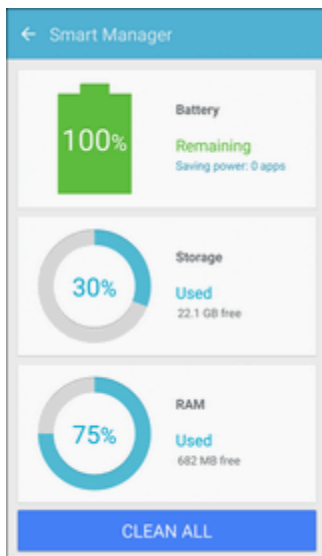 Smart Manager
100%
Battery
Remaining
Saving power: 0 apps
30%
Storage
Used
22.1 GB free
75%
RAM
Used
682 MB free
CLEAN ALL